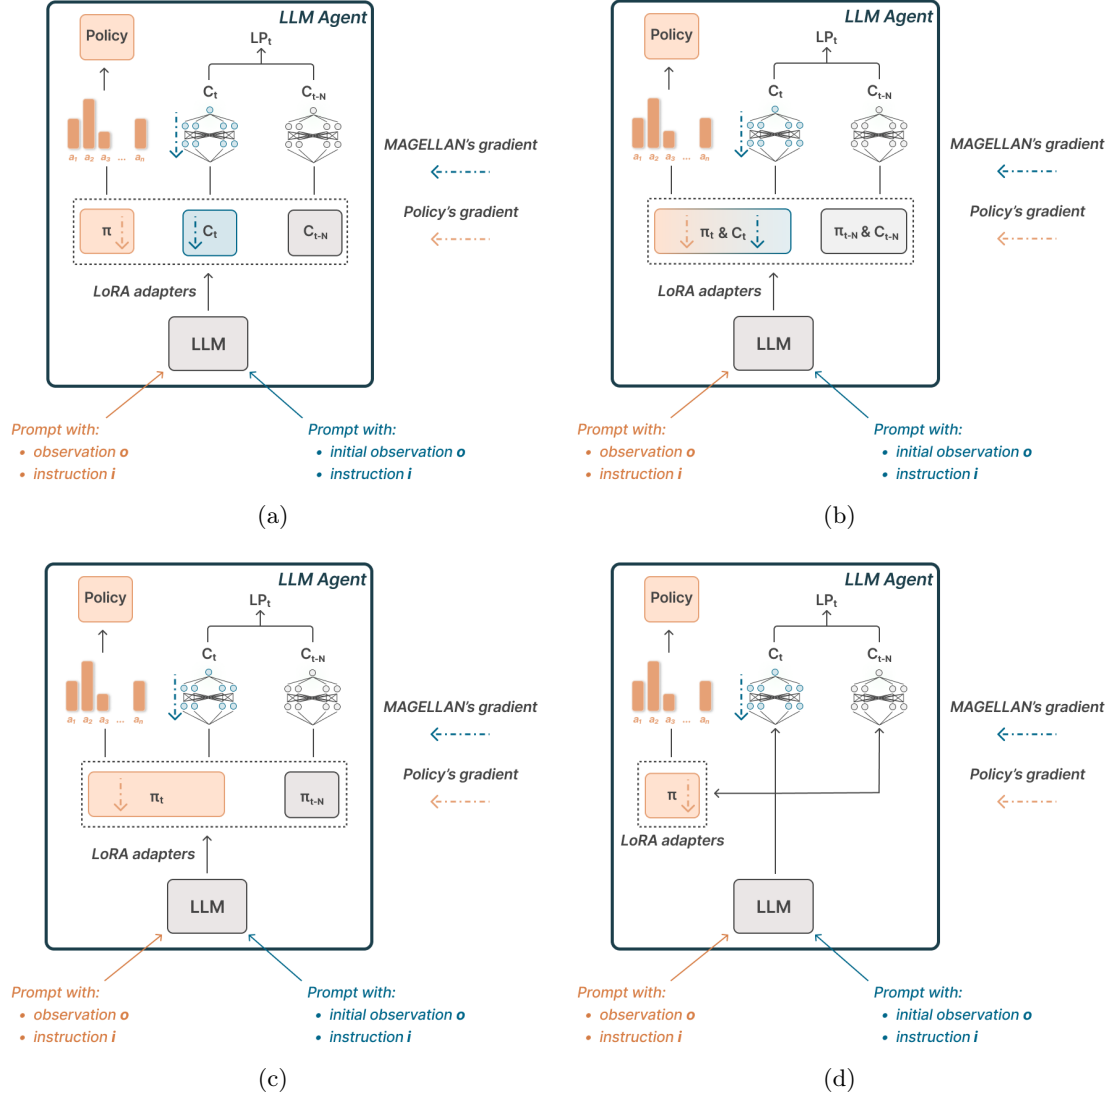 LLM Agent
Policy
LPₜ
Cₜ
Cₜ₋N
a₁ a₂ a₃ ... aₙ
MAGELLAN's gradient
Policy's gradient
π
Cₜ
Cₜ₋N
LoRA adapters
LLM
Prompt with:
• observation o
• instruction i
Prompt with:
• initial observation o
• instruction i
(a)
LLM Agent
Policy
LPₜ
Cₜ
Cₜ₋N
a₁ a₂ a₃ ... aₙ
MAGELLAN's gradient
Policy's gradient
πₜ & Cₜ
πₜ₋N & Cₜ₋N
LoRA adapters
LLM
Prompt with:
• observation o
• instruction i
Prompt with:
• initial observation o
• instruction i
(b)
LLM Agent
Policy
LPₜ
Cₜ
Cₜ₋N
a₁ a₂ a₃ ... aₙ
MAGELLAN's gradient
Policy's gradient
πₜ
πₜ₋N
LoRA adapters
LLM
Prompt with:
• observation o
• instruction i
Prompt with:
• initial observation o
• instruction i
(c)
LLM Agent
Policy
LPₜ
Cₜ
Cₜ₋N
a₁ a₂ a₃ ... aₙ
MAGELLAN's gradient
Policy's gradient
π
LoRA adapters
LLM
Prompt with:
• observation o
• instruction i
Prompt with:
• initial observation o
• instruction i
(d)